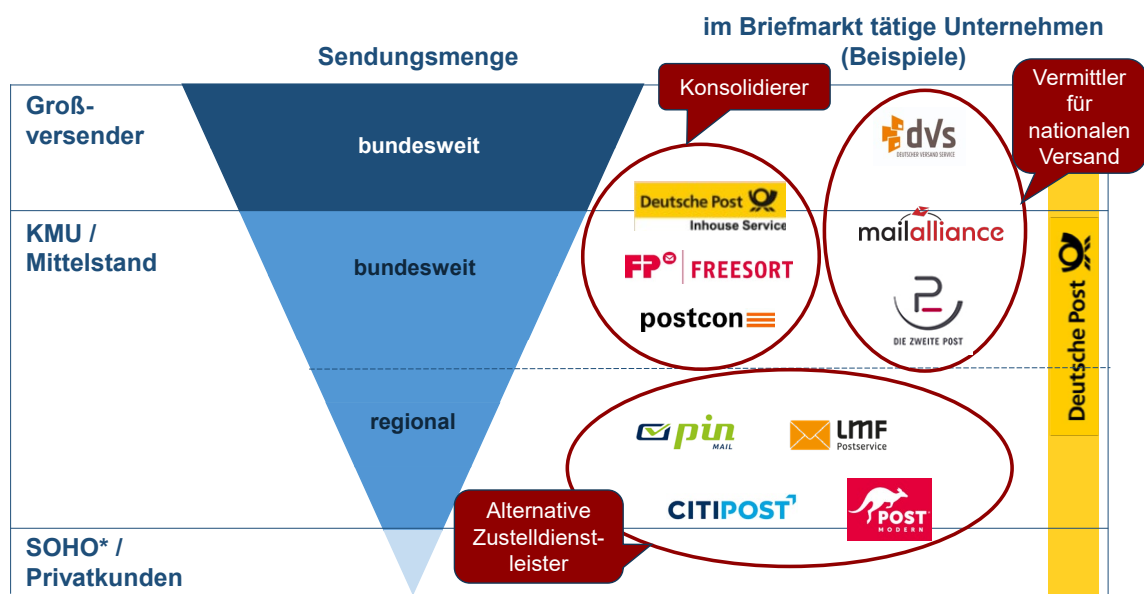 Sendungsmenge
im Briefmarkt tätige Unternehmen
(Beispiele)
Groß-
versender
bundesweit
Konsolidierer
dvs
DEUTSCHER VERSAND SERVICE
Vermittler
für
nationalen
Versand
Deutsche Post
Inhouse Service
KMU /
Mittelstand
bundesweit
FP FREESORT
postcon
mailalliance
P2
DIE ZWEITE POST
Deutsche Post
regional
pin
MAIL
LMF
Postservice
CITIPOST
POST
MODERN
Alternative
Zustelldienst-
leister
SOHO* /
Privatkunden